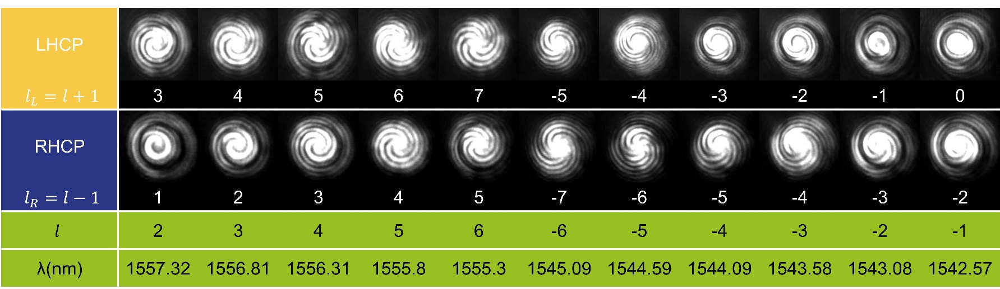 LHCP
l_L = l + 1
3 4 5 6 7 -5 -4 -3 -2 -1 0
RHCP
l_R = l − 1
1 2 3 4 5 -7 -6 -5 -4 -3 -2
l 2 3 4 5 6 -6 -5 -4 -3 -2 -1
λ(nm) 1557.32 1556.81 1556.31 1555.8 1555.3 1545.09 1544.59 1544.09 1543.58 1543.08 1542.57